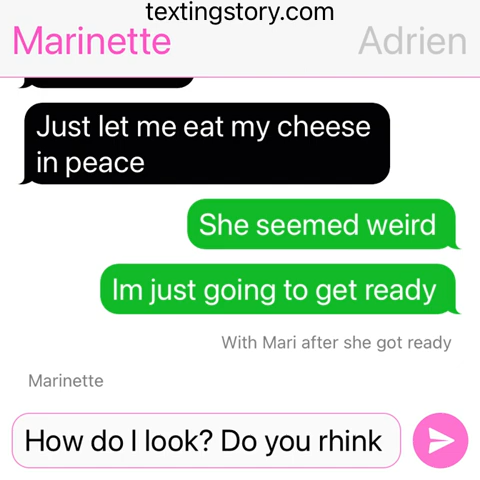 textingstory.com
Marinette
Adrien
Just let me eat my cheese
in peace
She seemed weird
Im just going to get ready
With Mari after she got ready
Marinette
How do I look? Do you rhink